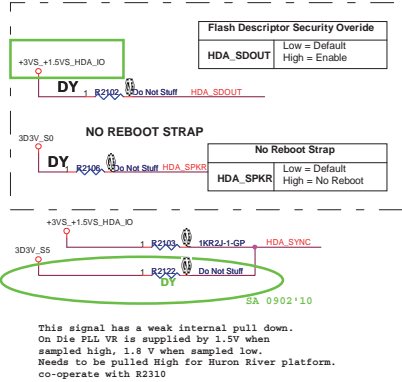 Flash Descriptor Security Overide
HDA_SDOUT
Low = Default
High = Enable
+3VS_+1.5VS_HDA_IO
DY
1 R2102 Do Not Stuff HDA_SDOUT
NO REBOOT STRAP
3D3V_S0
DY
1 R2106 Do Not Stuff HDA_SPKR
No Reboot Strap
HDA_SPKR
Low = Default
High = No Reboot
+3VS_+1.5VS_HDA_IO
1 R2103 1KR2J-1-GP HDA_SYNC
3D3V_S5
1 R2122 Do Not Stuff
DY
SA 0902'10
This signal has a weak internal pull down.
On Die PLL VR is supplied by 1.5V when
sampled high, 1.8 V when sampled low.
Needs to be pulled High for Huron River platform.
co-operate with R2310